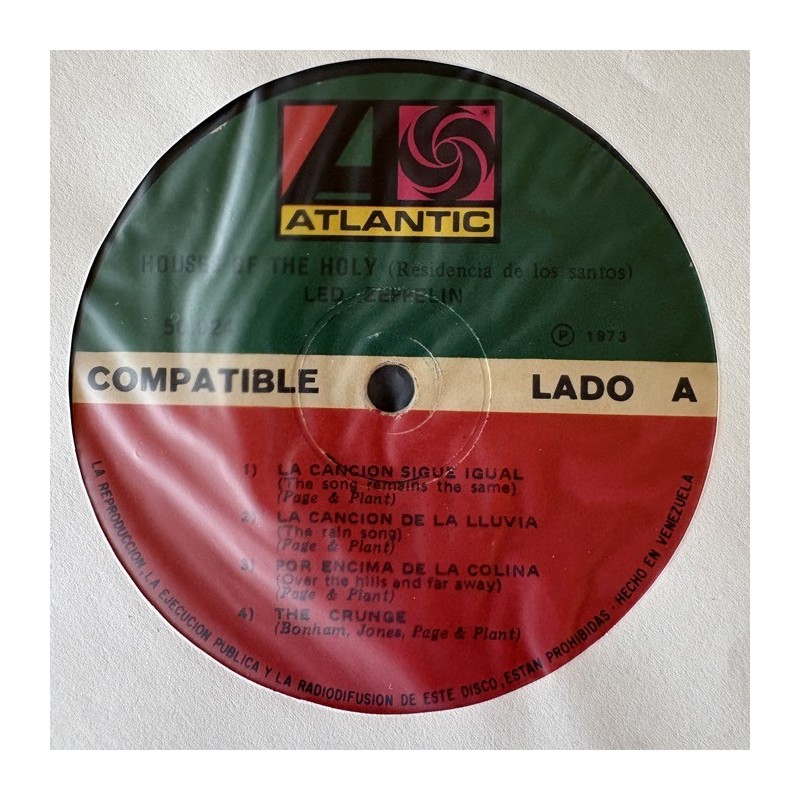 ATLANTIC
HOUSES OF THE HOLY (Residencia de los santos)
LED ZEPPELIN
50.024
Ⓟ 1973
COMPATIBLE LADO A
1) LA CANCION SIGUE IGUAL
(The song remains the same)
(Page & Plant)
2) LA CANCION DE LA LLUVIA
(The rain song)
(Page & Plant)
3) POR ENCIMA DE LA COLINA
(Over the hills and far away)
(Page & Plant)
4) THE CRUNGE
(Bonham, Jones, Page & Plant)
LA REPRODUCCION, LA EJECUCION PUBLICA Y LA RADIODIFUSION DE ESTE DISCO, ESTAN PROHIBIDAS · HECHO EN VENEZUELA